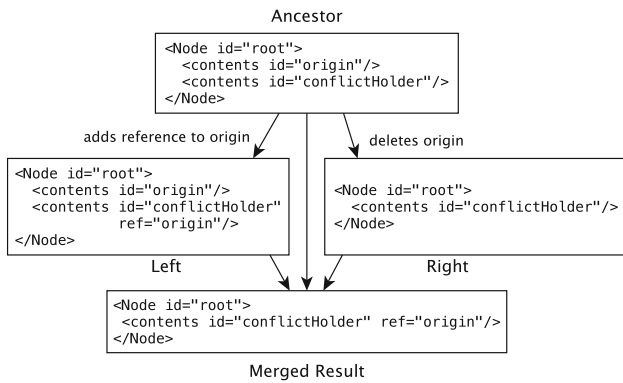 Ancestor
<Node id="root">
<contents id="origin"/>
<contents id="conflictHolder"/>
</Node>
adds reference to origin
deletes origin
<Node id="root">
<contents id="origin"/>
<contents id="conflictHolder"
ref="origin"/>
</Node>
Left
<Node id="root">
<contents id="conflictHolder"/>
</Node>
Right
<Node id="root">
<contents id="conflictHolder" ref="origin"/>
</Node>
Merged Result